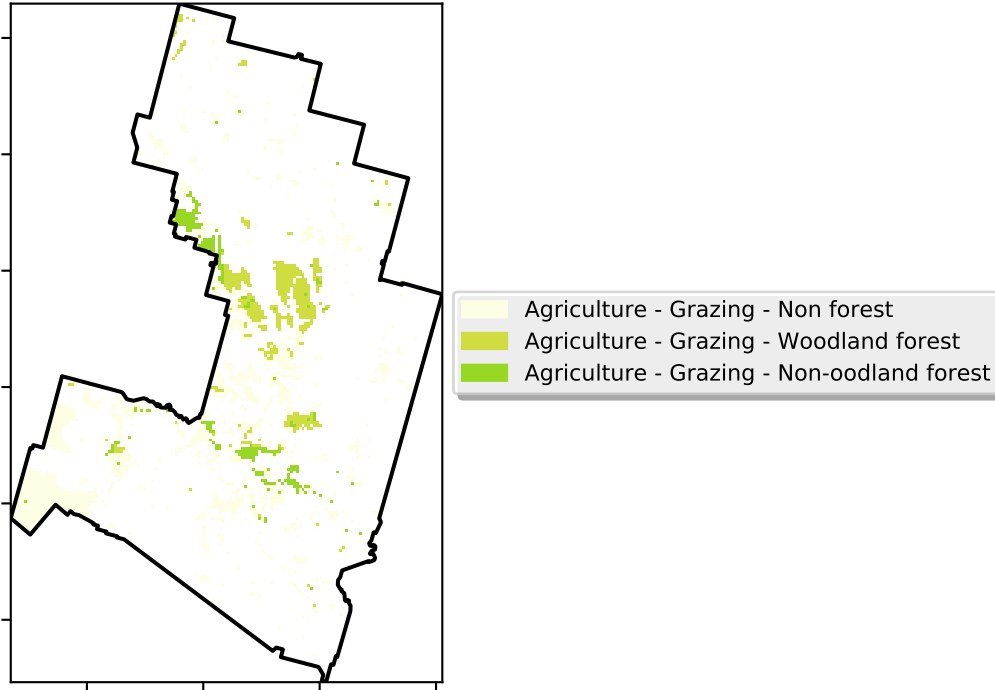 Agriculture - Grazing - Non forest
Agriculture - Grazing - Woodland forest
Agriculture - Grazing - Non-oodland forest